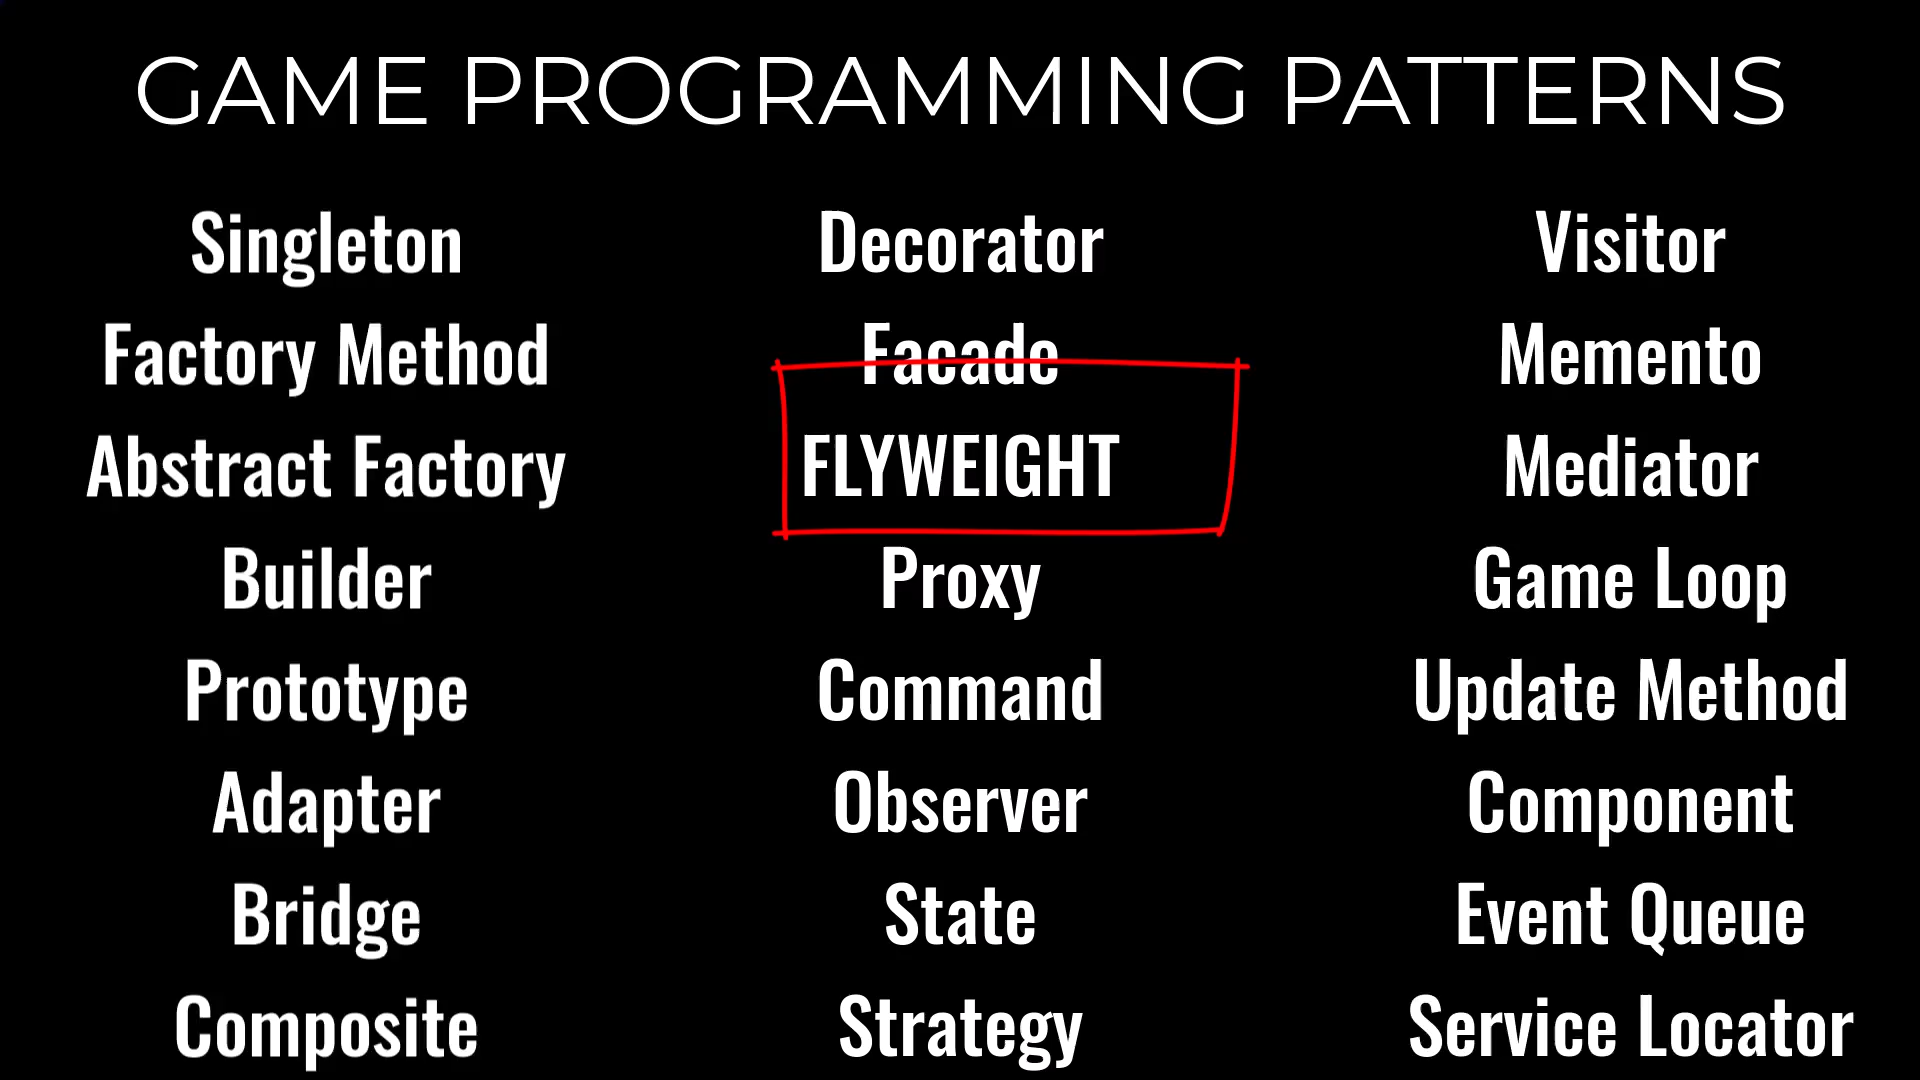 GAME PROGRAMMING PATTERNS
Singleton
Factory Method
Abstract Factory
Builder
Prototype
Adapter
Bridge
Composite
Decorator
Facade
FLYWEIGHT
Proxy
Command
Observer
State
Strategy
Visitor
Memento
Mediator
Game Loop
Update Method
Component
Event Queue
Service Locator